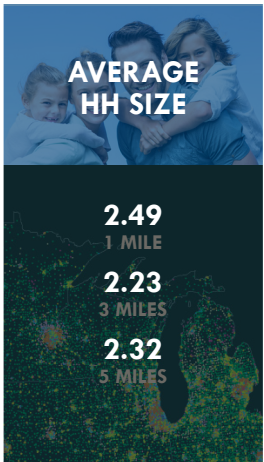 AVERAGE
HH SIZE
2.49
1 MILE
2.23
3 MILES
2.32
5 MILES